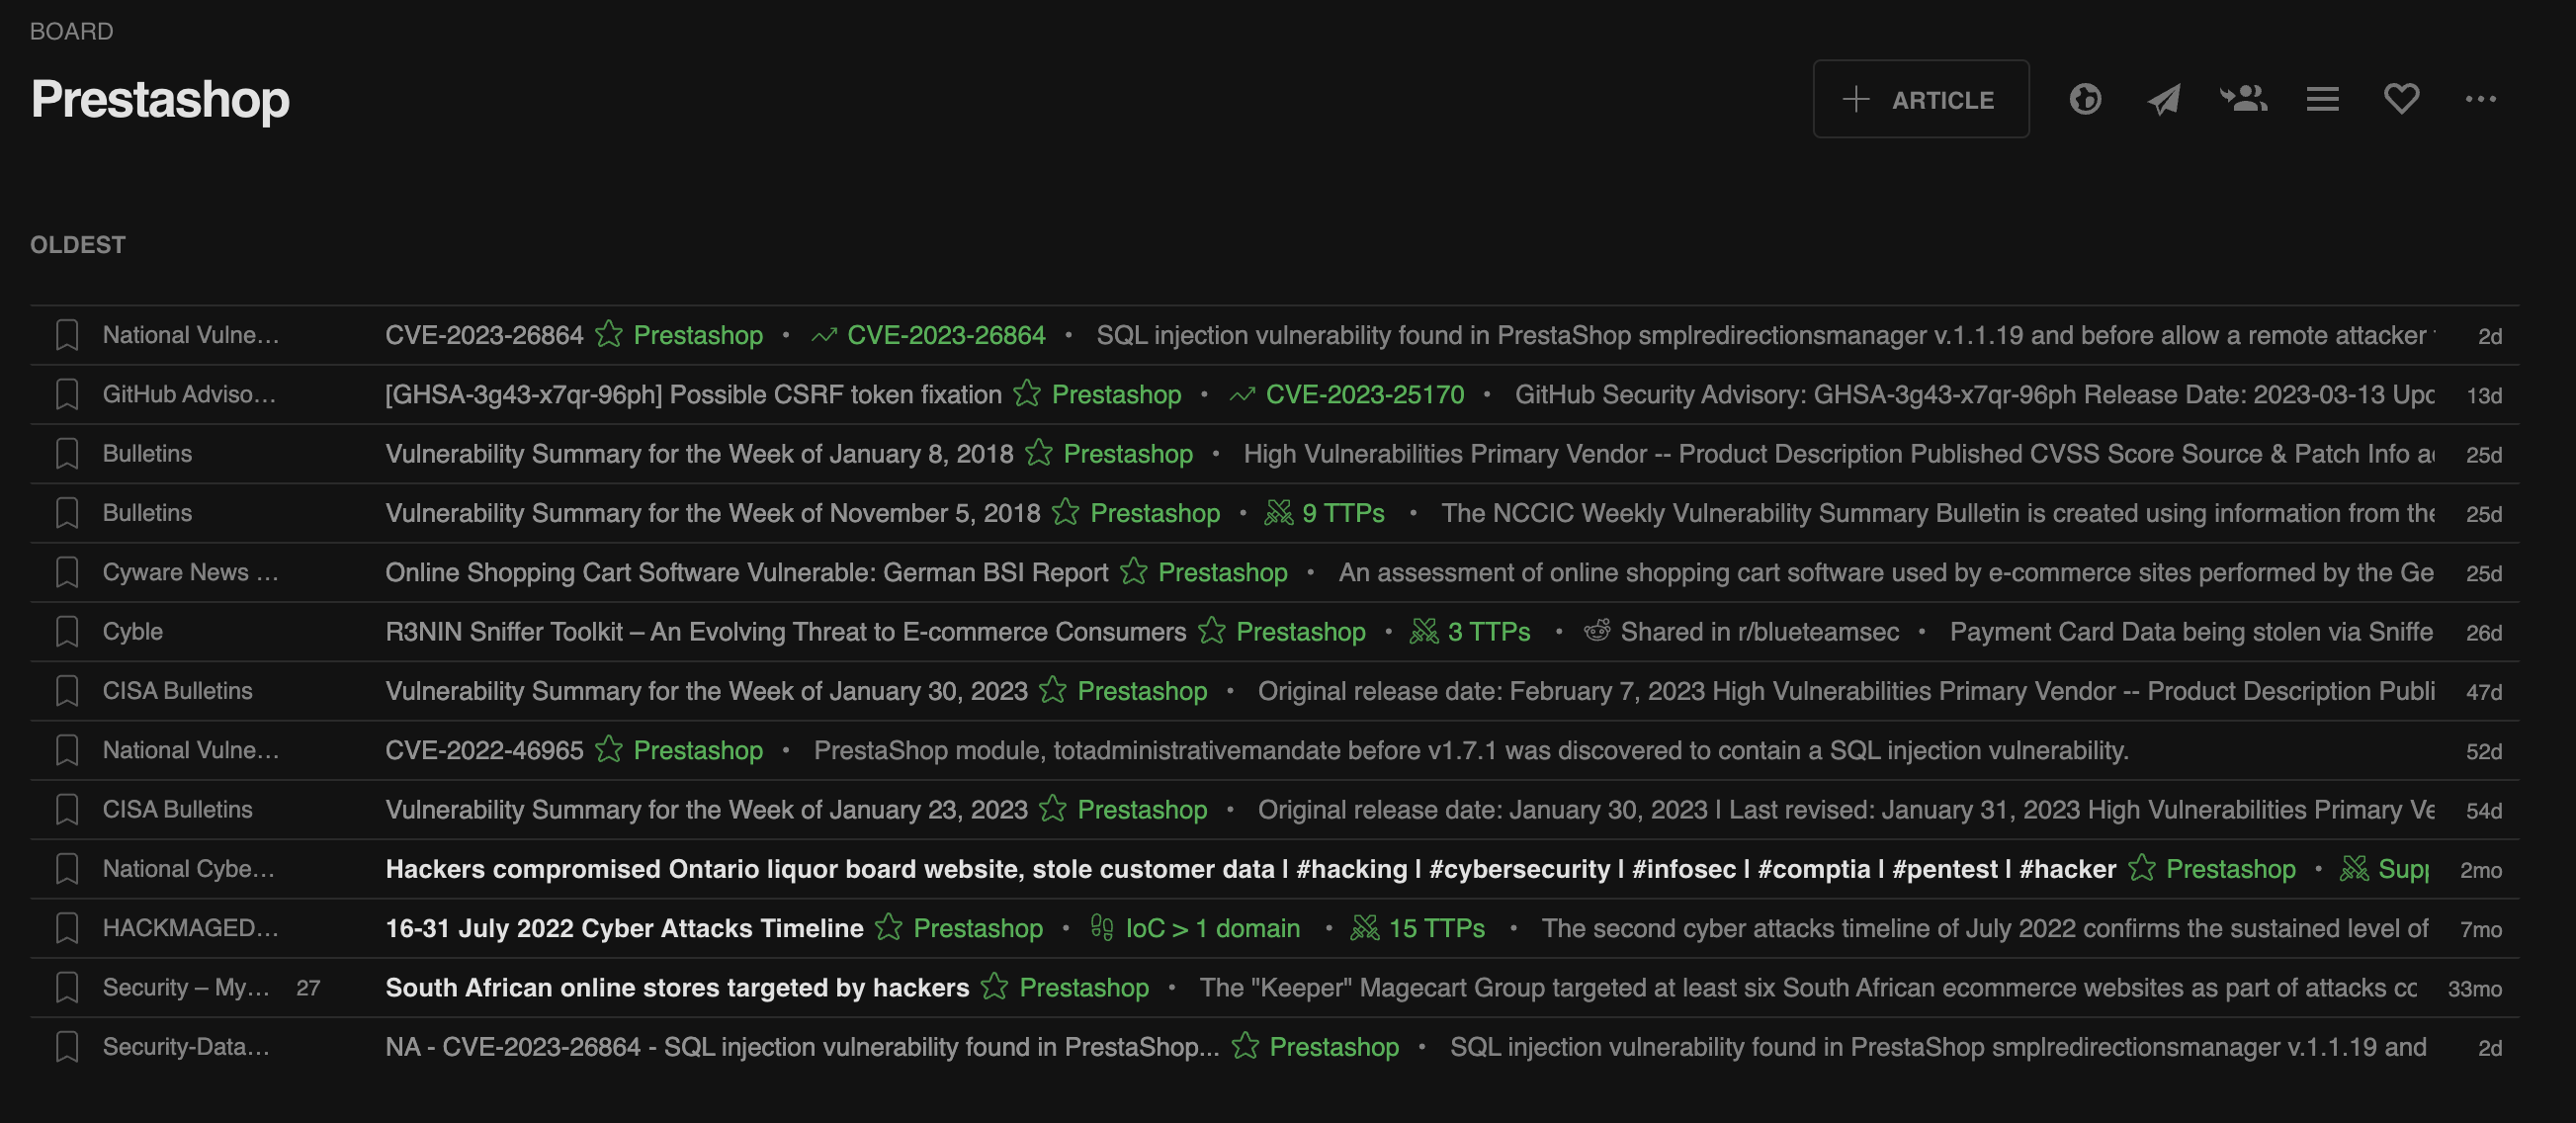 BOARD
Prestashop
ARTICLE
OLDEST
National Vulne… CVE-2023-26864 Prestashop • CVE-2023-26864 • SQL injection vulnerability found in PrestaShop smplredirectionsmanager v.1.1.19 and before allow a remote attacker 2d
GitHub Adviso… [GHSA-3g43-x7qr-96ph] Possible CSRF token fixation Prestashop • CVE-2023-25170 • GitHub Security Advisory: GHSA-3g43-x7qr-96ph Release Date: 2023-03-13 Upd 13d
Bulletins Vulnerability Summary for the Week of January 8, 2018 Prestashop • High Vulnerabilities Primary Vendor -- Product Description Published CVSS Score Source & Patch Info 25d
Bulletins Vulnerability Summary for the Week of November 5, 2018 Prestashop • 9 TTPs • The NCCIC Weekly Vulnerability Summary Bulletin is created using information from the 25d
Cyware News … Online Shopping Cart Software Vulnerable: German BSI Report Prestashop • An assessment of online shopping cart software used by e-commerce sites performed by the Ge 25d
Cyble R3NIN Sniffer Toolkit – An Evolving Threat to E-commerce Consumers Prestashop • 3 TTPs • Shared in r/blueteamsec • Payment Card Data being stolen via Sniffe 26d
CISA Bulletins Vulnerability Summary for the Week of January 30, 2023 Prestashop • Original release date: February 7, 2023 High Vulnerabilities Primary Vendor -- Product Description Publi 47d
National Vulne… CVE-2022-46965 Prestashop • PrestaShop module, totadministrativemandate before v1.7.1 was discovered to contain a SQL injection vulnerability. 52d
CISA Bulletins Vulnerability Summary for the Week of January 23, 2023 Prestashop • Original release date: January 30, 2023 | Last revised: January 31, 2023 High Vulnerabilities Primary Ve 54d
National Cybe… Hackers compromised Ontario liquor board website, stole customer data | #hacking | #cybersecurity | #infosec | #comptia | #pentest | #hacker Prestashop • Supp 2mo
HACKMAGED… 16-31 July 2022 Cyber Attacks Timeline Prestashop • IoC > 1 domain • 15 TTPs • The second cyber attacks timeline of July 2022 confirms the sustained level of 7mo
Security – My… 27 South African online stores targeted by hackers Prestashop • The "Keeper" Magecart Group targeted at least six South African ecommerce websites as part of attacks cc 33mo
Security-Data… NA - CVE-2023-26864 - SQL injection vulnerability found in PrestaShop... Prestashop • SQL injection vulnerability found in PrestaShop smplredirectionsmanager v.1.1.19 and 2d